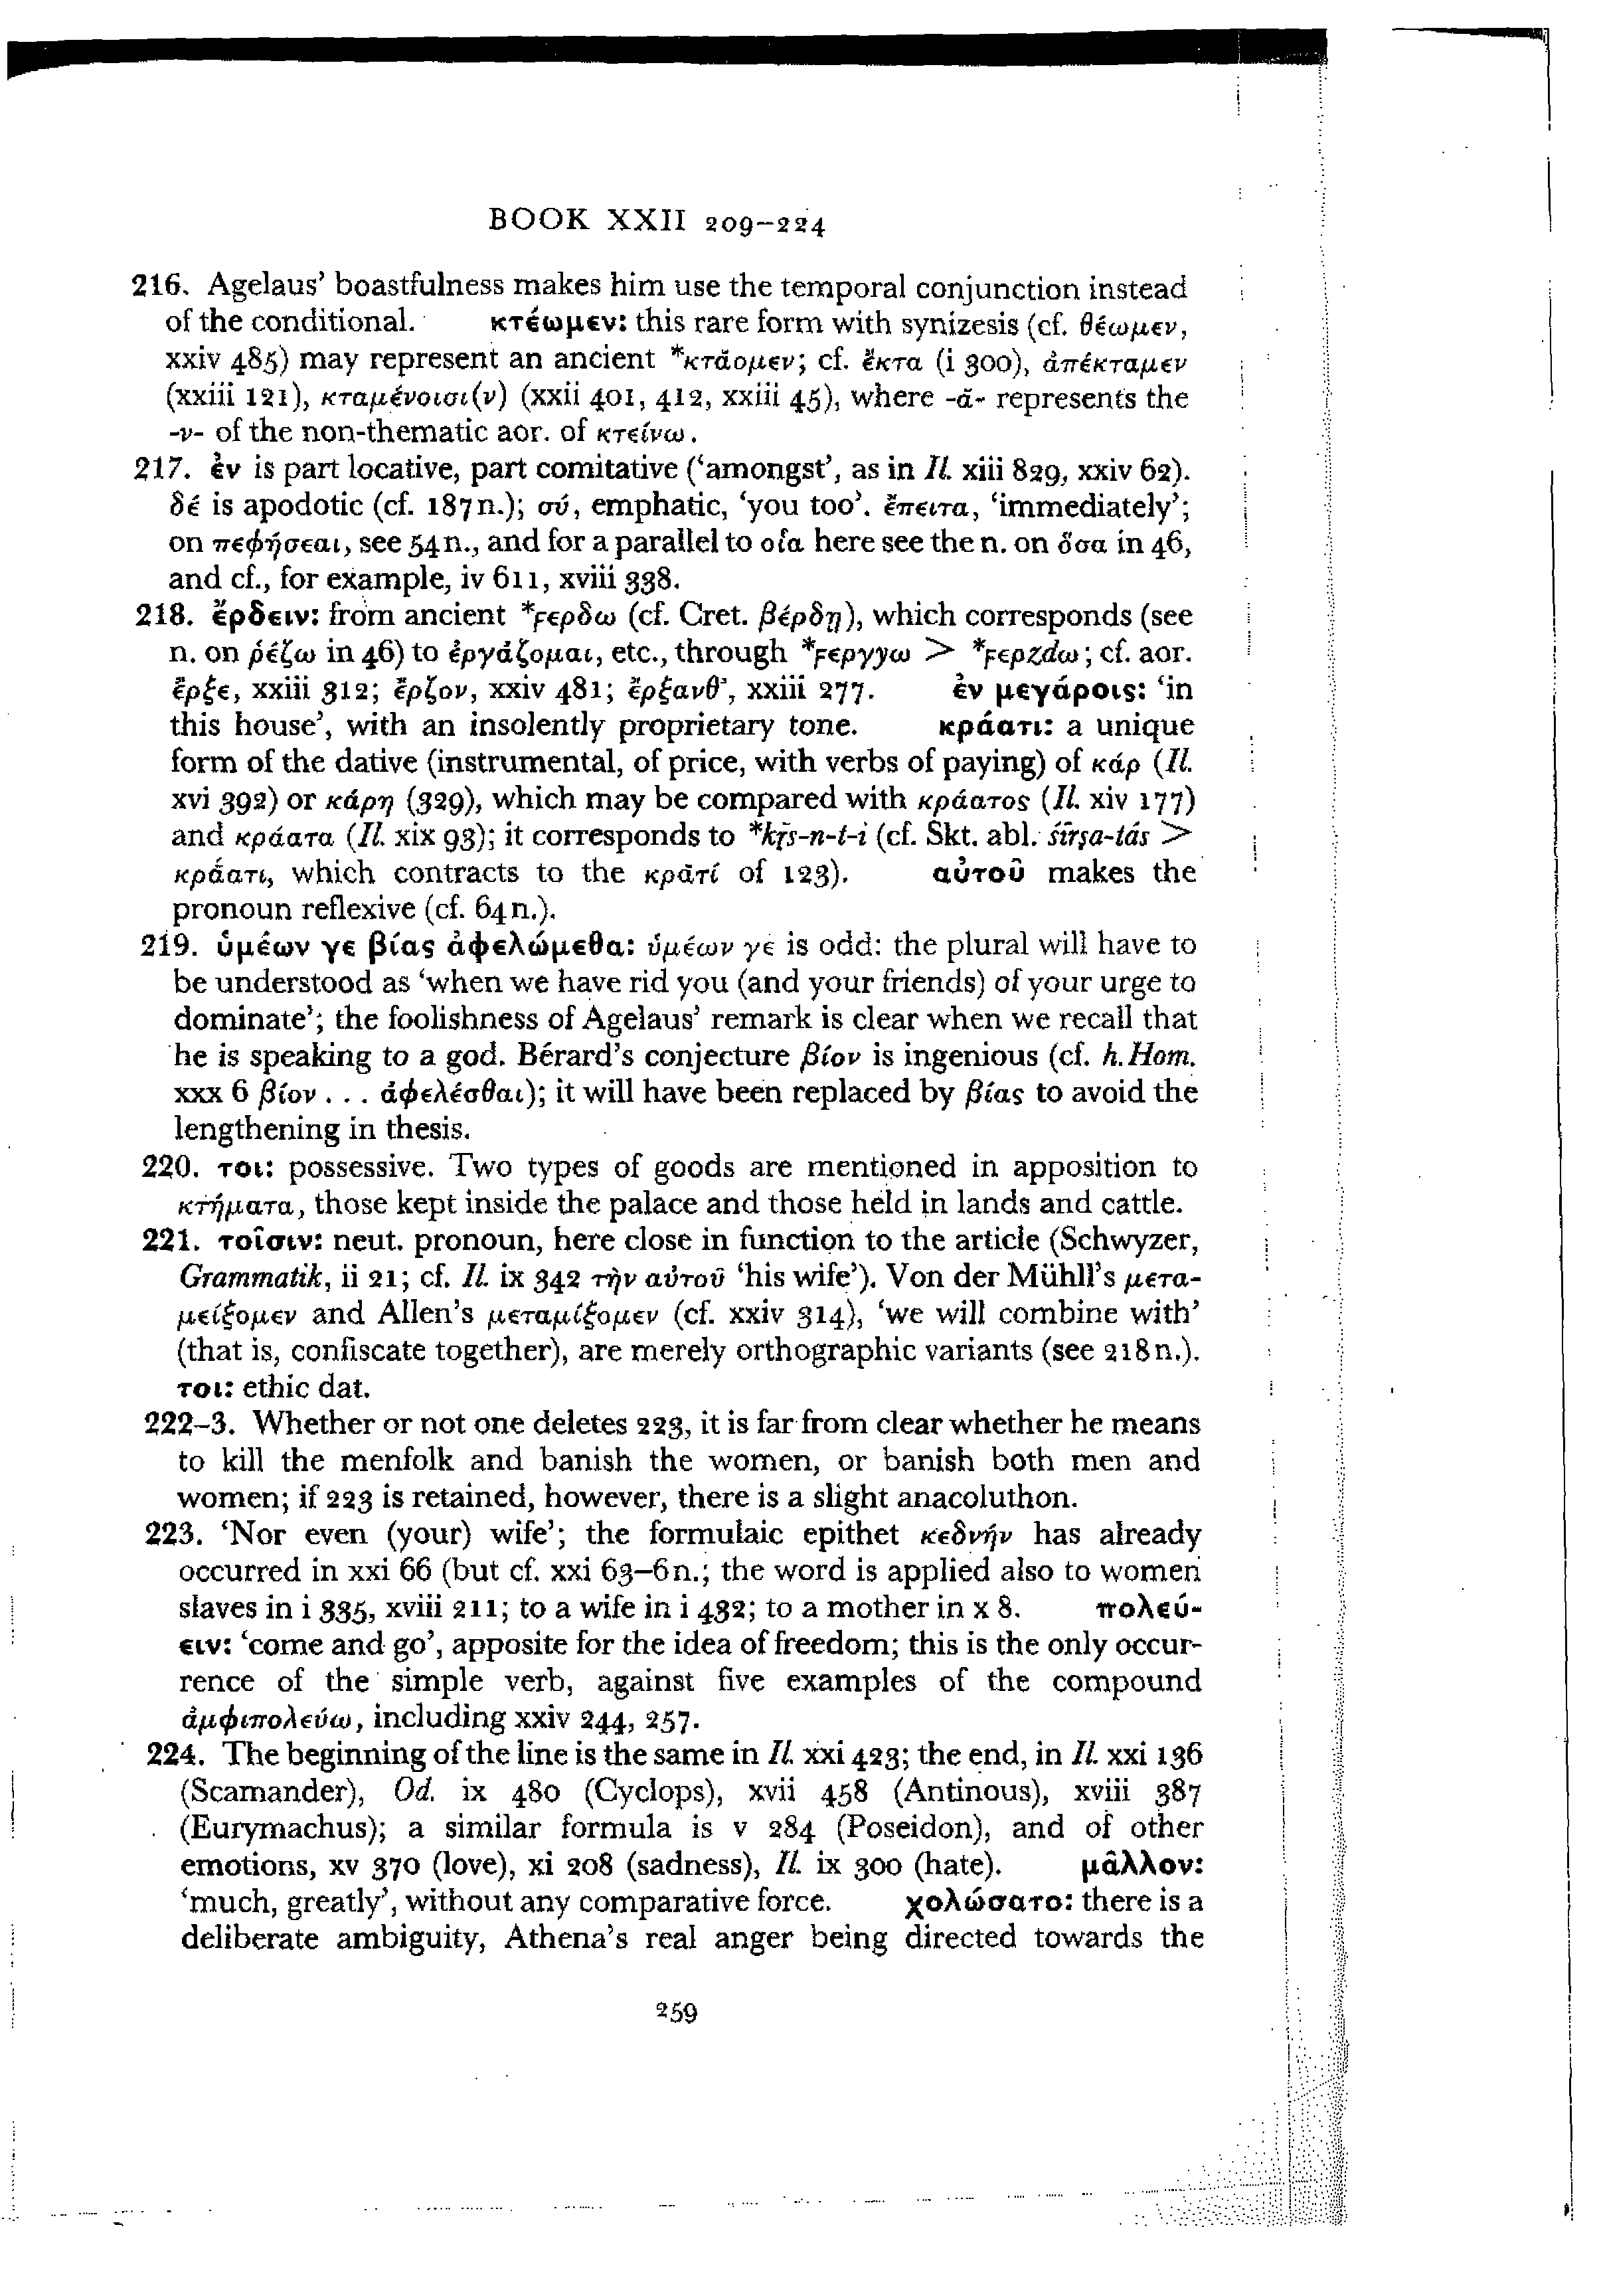 BOOK XXII 209–224
216. Agelaus’ boastfulness makes him use the temporal conjunction instead
of the conditional. κτέωμεν: this rare form with synizesis (cf. θέωμεν,
xxiv 485) may represent an ancient *κτάομεν; cf. ἔκτα (i 300), ἀπέκταμεν
(xxiii 121), κταμένοισι(ν) (xxii 401, 412, xxiii 45), where -ᾰ- represents the
-ν- of the non-thematic aor. of κτείνω.
217. ἐν is part locative, part comitative (‘amongst’, as in Il. xiii 829, xxiv 62).
δέ is apodotic (cf. 187n.); σύ, emphatic, ‘you too’. ἔπειτα, ‘immediately’;
on πεφήσεαι, see 54n., and for a parallel to οἷα here see the n. on ὅσα in 46,
and cf., for example, iv 611, xviii 338.
218. ἔρδειν: from ancient *ϝερδω (cf. Cret. βέρδῃ), which corresponds (see
n. on ῥέζω in 46) to ἐργάζομαι, etc., through *ϝεργyω > *ϝερzdω; cf. aor.
ἔρξε, xxiii 312; ἔρξον, xxiv 481; ἔρξανθ’, xxiii 277. ἐν μεγάροις: ‘in
this house’, with an insolently proprietary tone. κράατι: a unique
form of the dative (instrumental, of price, with verbs of paying) of κάρ (Il.
xvi 392) or κάρη (329), which may be compared with κράατος (Il. xiv 177)
and κράατα (Il. xix 93); it corresponds to *kr̥̄s-n-t-i (cf. Skt. abl. śīrṣa-tás >
κράατι, which contracts to the κρᾱτί of 123). αὐτοῦ makes the
pronoun reflexive (cf. 64n.).
219. ὑμέων γε βίας ἀφελώμεθα: ὑμέων γε is odd: the plural will have to
be understood as ‘when we have rid you (and your friends) of your urge to
dominate’; the foolishness of Agelaus’ remark is clear when we recall that
he is speaking to a god. Bérard’s conjecture βίον is ingenious (cf. h.Hom.
xxx 6 βίον . . . ἀφελέσθαι); it will have been replaced by βίας to avoid the
lengthening in thesis.
220. τοι: possessive. Two types of goods are mentioned in apposition to
κτήματα, those kept inside the palace and those held in lands and cattle.
221. τοῖσιν: neut. pronoun, here close in function to the article (Schwyzer,
Grammatik, ii 21; cf. Il. ix 342 τὴν αὐτοῦ ‘his wife’). Von der Mühll’s μετα-
μείξομεν and Allen’s μεταμίξομεν (cf. xxiv 314), ‘we will combine with’
(that is, confiscate together), are merely orthographic variants (see 218n.).
τοι: ethic dat.
222–3. Whether or not one deletes 223, it is far from clear whether he means
to kill the menfolk and banish the women, or banish both men and
women; if 223 is retained, however, there is a slight anacoluthon.
223. ‘Nor even (your) wife’; the formulaic epithet κεδνήν has already
occurred in xxi 66 (but cf. xxi 63–6n.; the word is applied also to women
slaves in i 335, xviii 211; to a wife in i 432; to a mother in x 8. πολεύ-
ειν: ‘come and go’, apposite for the idea of freedom; this is the only occur-
rence of the simple verb, against five examples of the compound
ἀμφιπολεύω, including xxiv 244, 257.
224. The beginning of the line is the same in Il. xxi 423; the end, in Il. xxi 136
(Scamander), Od. ix 480 (Cyclops), xvii 458 (Antinous), xviii 387
(Eurymachus); a similar formula is v 284 (Poseidon), and of other
emotions, xv 370 (love), xi 208 (sadness), Il. ix 300 (hate). μᾶλλον:
‘much, greatly’, without any comparative force. χολώσατο: there is a
deliberate ambiguity, Athena’s real anger being directed towards the
259